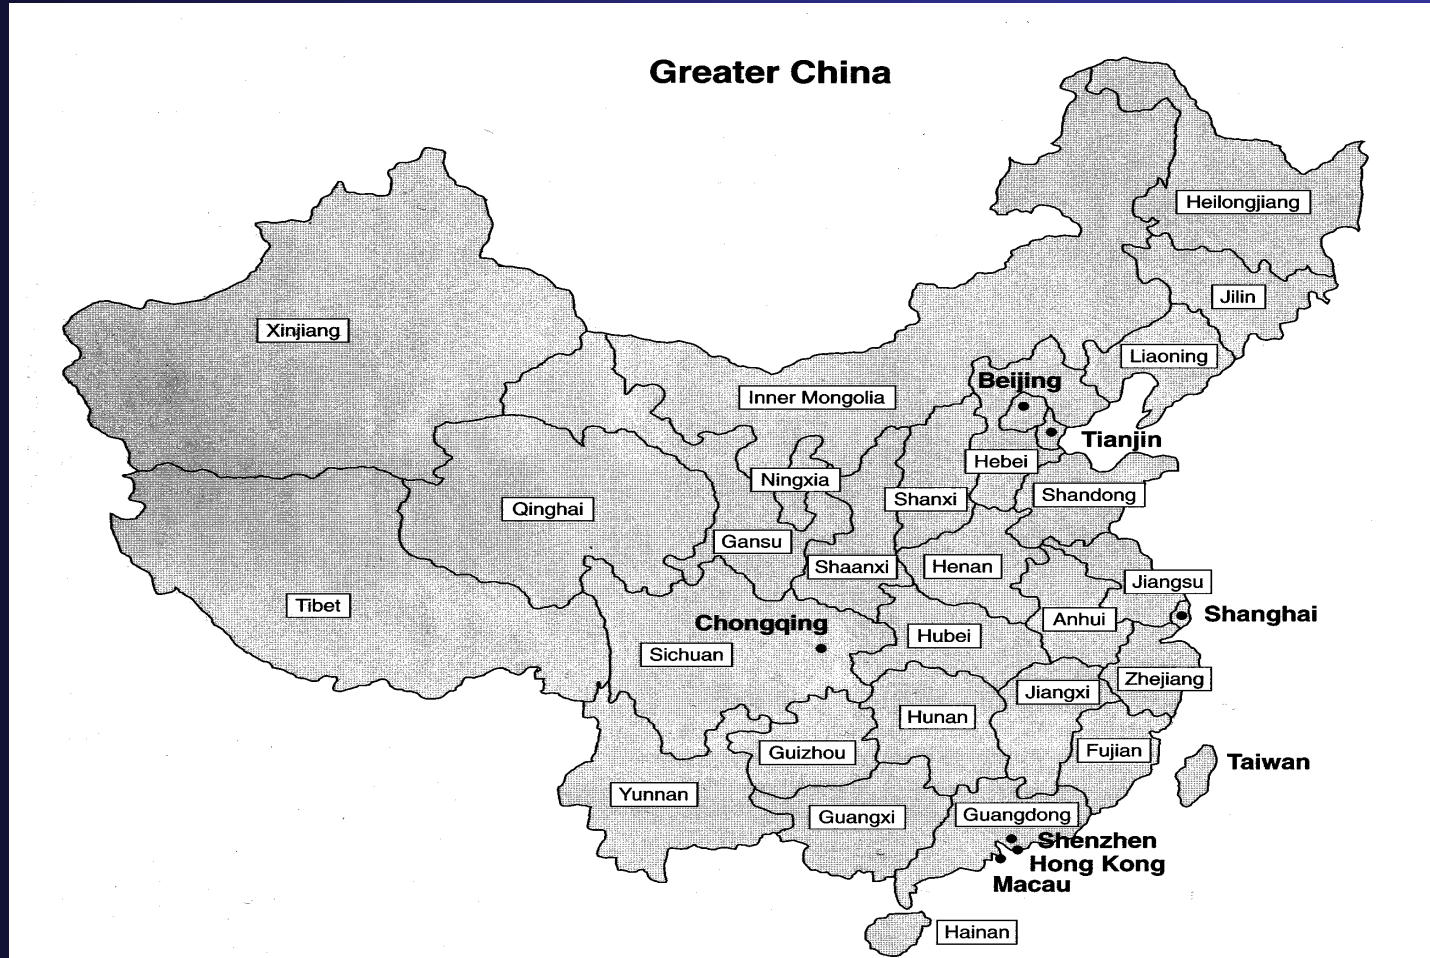 Greater China
Heilongjiang
Jilin
Xinjiang
Liaoning
Beijing
Inner Mongolia
Tianjin
Hebei
Ningxia
Shandong
Shanxi
Qinghai
Gansu
Shaanxi
Henan
Jiangsu
Tibet
Shanghai
Anhui
Chongqing
Hubei
Sichuan
Zhejiang
Jiangxi
Hunan
Fujian
Guizhou
Taiwan
Yunnan
Guangdong
Guangxi
Shenzhen
Hong Kong
Macau
Hainan